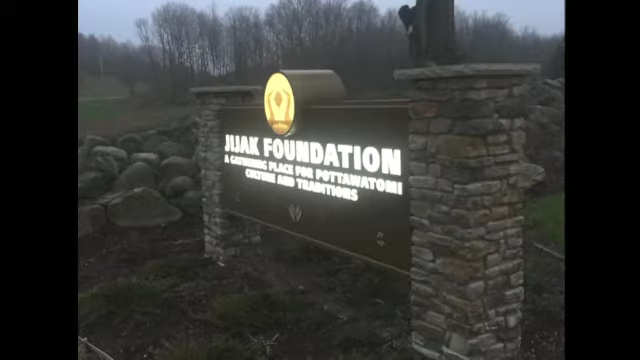 JIJAK FOUNDATION
A GATHERING PLACE FOR POTTAWATOMI
CULTURE AND TRADITIONS